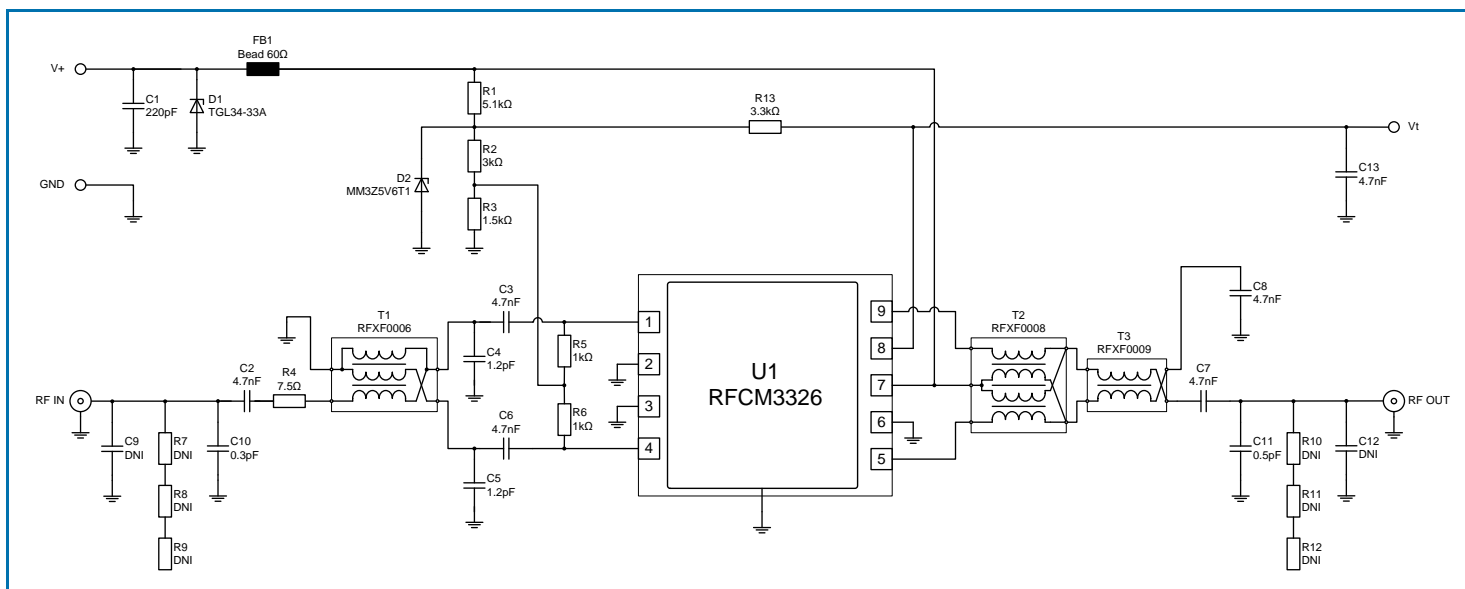 FB1
Bead 60Ω
V+
C1
220pF
D1
TGL34-33A
R1
5.1kΩ
R13
3.3kΩ
Vt
R2
3kΩ
D2
MM3Z5V6T1
C13
4.7nF
GND
R3
1.5kΩ
C3
4.7nF
C8
4.7nF
T1
RFXF0006
1
9
T2
RFXF0008
T3
RFXF0009
C4
1.2pF
R5
1kΩ
8
2
U1
RFCM3326
7
C2
4.7nF
R4
7.5Ω
C7
4.7nF
RF IN
RF OUT
C6
4.7nF
R6
1kΩ
3
6
C9
DNI
R7
DNI
C10
0.3pF
C11
0.5pF
R10
DNI
C12
DNI
4
5
C5
1.2pF
R8
DNI
R11
DNI
R9
DNI
R12
DNI